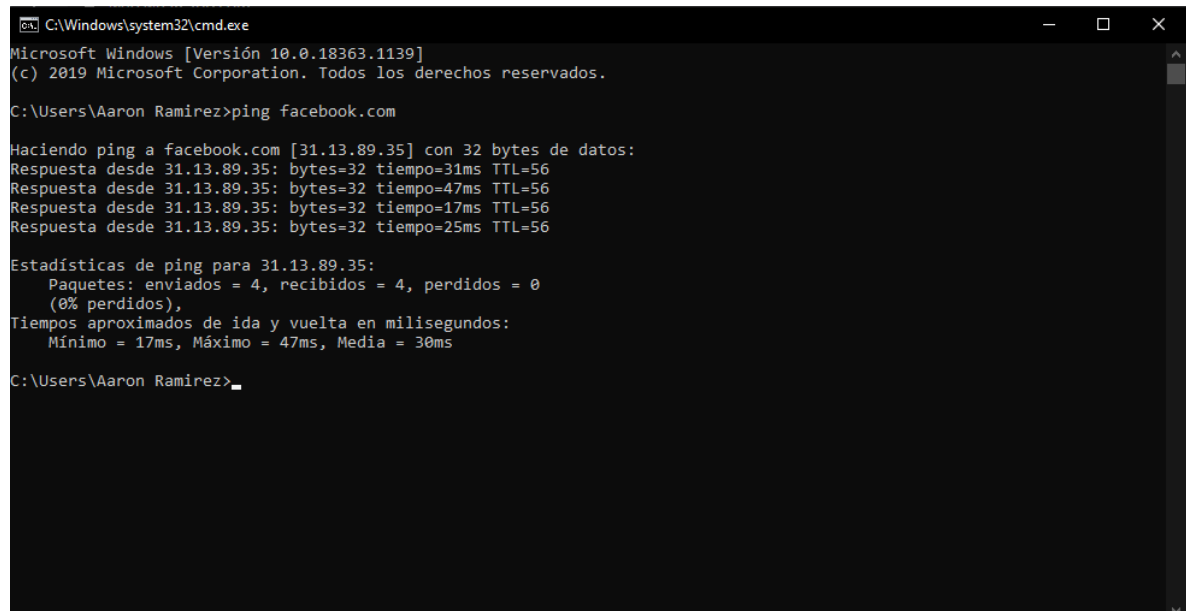 C:\Windows\system32\cmd.exe
Microsoft Windows [Versión 10.0.18363.1139]
(c) 2019 Microsoft Corporation. Todos los derechos reservados.
C:\Users\Aaron Ramirez>ping facebook.com
Haciendo ping a facebook.com [31.13.89.35] con 32 bytes de datos:
Respuesta desde 31.13.89.35: bytes=32 tiempo=31ms TTL=56
Respuesta desde 31.13.89.35: bytes=32 tiempo=47ms TTL=56
Respuesta desde 31.13.89.35: bytes=32 tiempo=17ms TTL=56
Respuesta desde 31.13.89.35: bytes=32 tiempo=25ms TTL=56
Estadísticas de ping para 31.13.89.35:
    Paquetes: enviados = 4, recibidos = 4, perdidos = 0
    (0% perdidos),
Tiempos aproximados de ida y vuelta en milisegundos:
    Mínimo = 17ms, Máximo = 47ms, Media = 30ms
C:\Users\Aaron Ramirez>